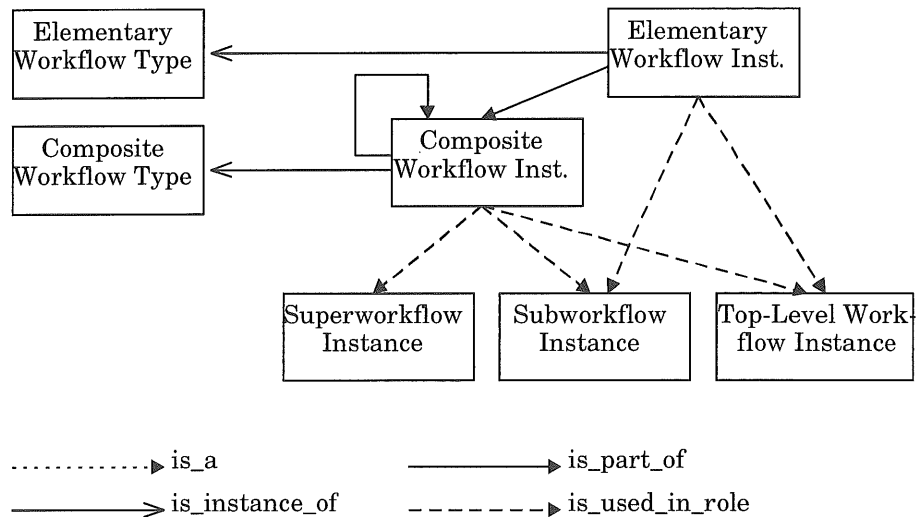 Elementary
Workflow Type
Elementary
Workflow Inst.
Composite
Workflow Type
Composite
Workflow Inst.
Superworkflow
Instance
Subworkflow
Instance
Top-Level Work-
flow Instance
is_a
is_part_of
is_instance_of
is_used_in_role